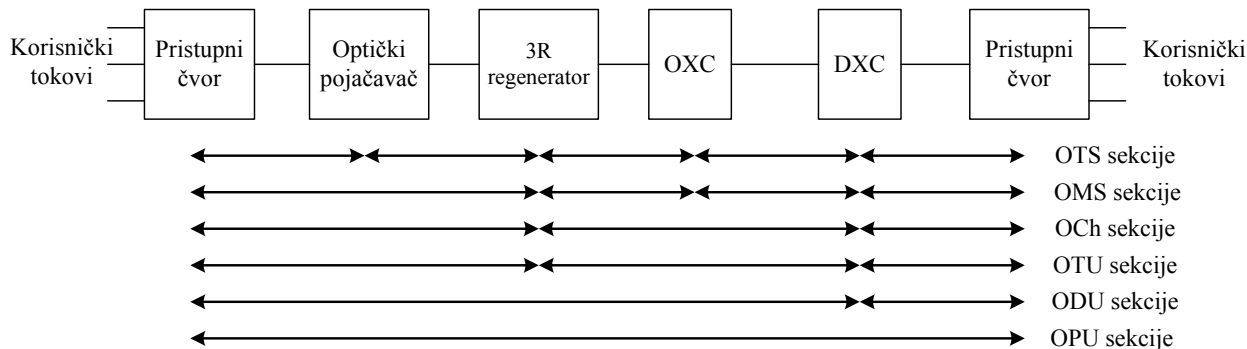 Korisnički
tokovi
Pristupni
čvor
Optički
pojačavač
3R
regenerator
OXC
DXC
Pristupni
čvor
Korisnički
tokovi
OTS sekcije
OMS sekcije
OCh sekcije
OTU sekcije
ODU sekcije
OPU sekcije